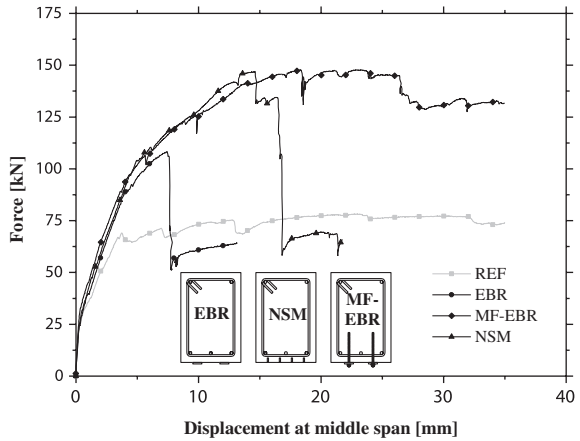 175
150
125
100
75
50
25
0
Force [kN]
EBR
NSM
MF-
EBR
REF
EBR
MF-EBR
NSM
0
10
20
30
40
Displacement at middle span [mm]